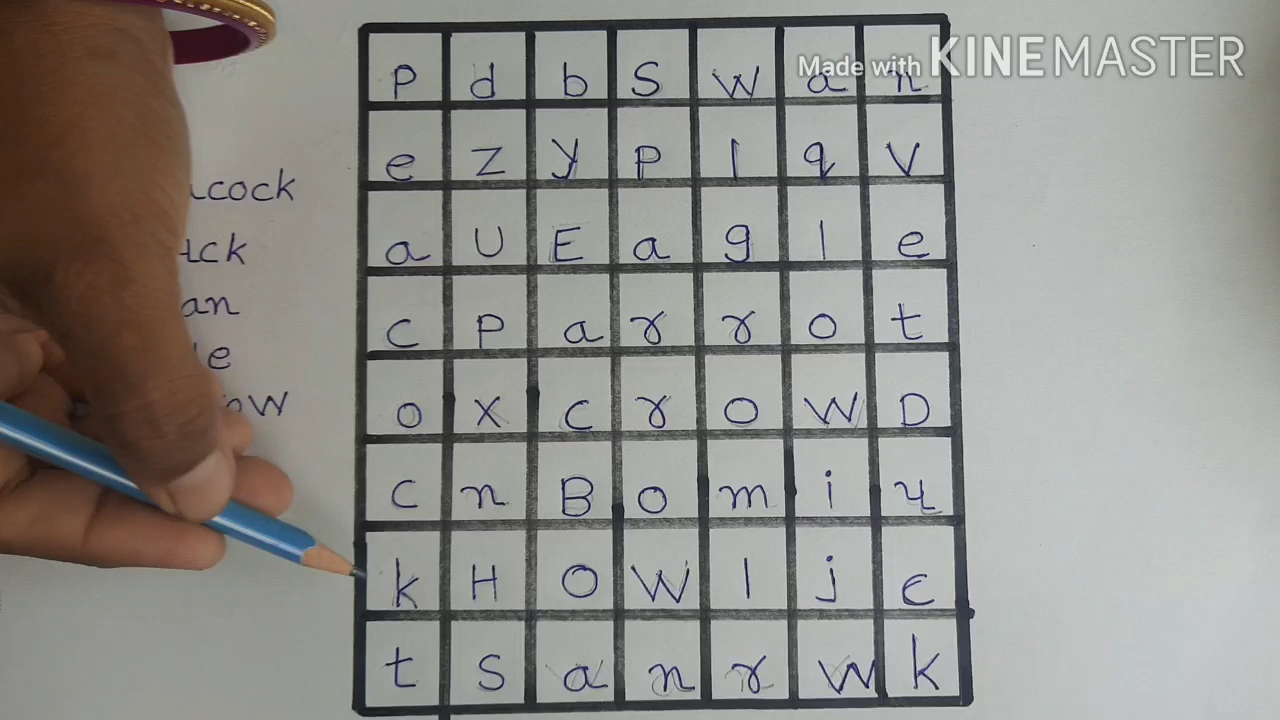 Made with KINEMASTER
p d b S W a n
e z y p l q v
a U E a g l e
c p a r r o t
o x c r o w D
c n B o m i u
k H O W l j c
t S a n r w k
cock
ck
an
le
ow